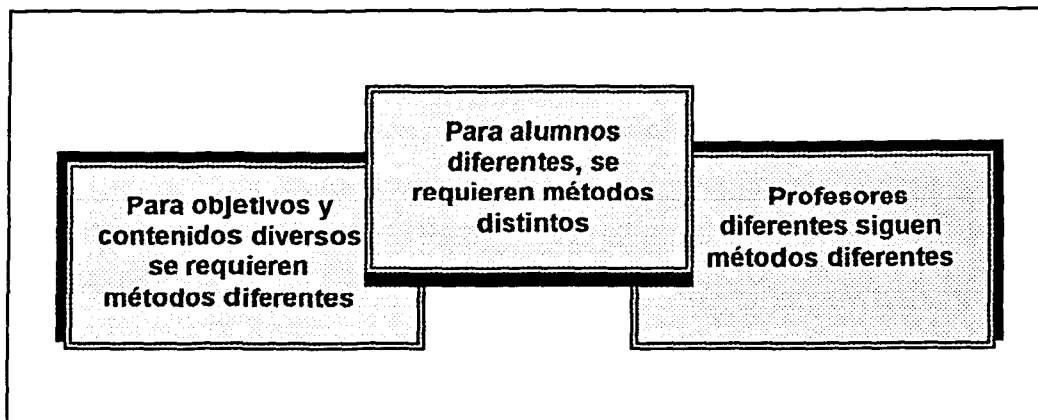 Para objetivos y
contenidos diversos
se requieren
métodos diferentes
Para alumnos
diferentes, se
requieren métodos
distintos
Profesores
diferentes siguen
métodos diferentes